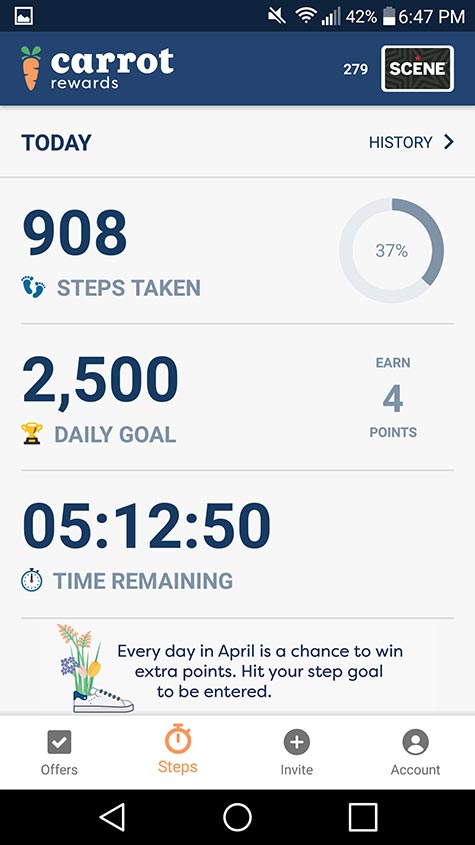 42% 6:47 PM
carrot
rewards
279
SCENE
TODAY
HISTORY
908
37%
STEPS TAKEN
EARN
2,500
4
DAILY GOAL
POINTS
05:12:50
TIME REMAINING
Every day in April is a chance to win
extra points. Hit your step goal
to be entered.
Offers
Steps
Invite
Account